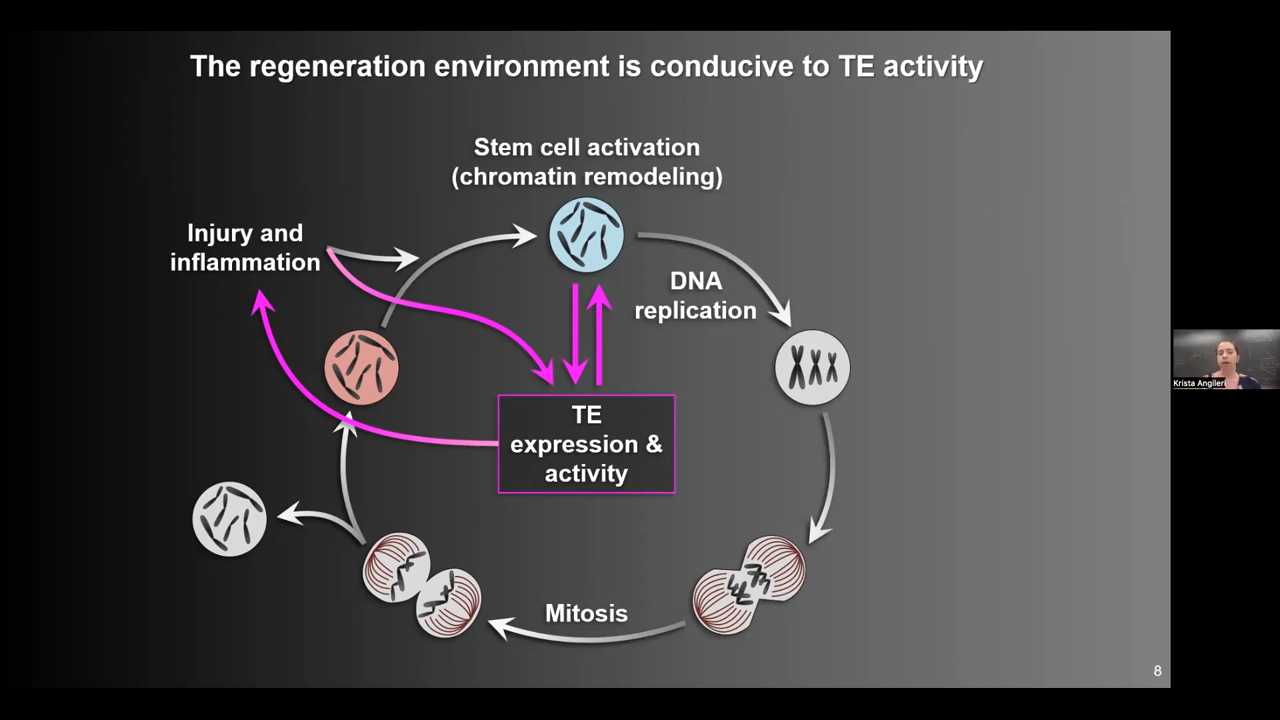 The regeneration environment is conducive to TE activity
Stem cell activation
(chromatin remodeling)
Injury and
inflammation
DNA
replication
TE
expression &
activity
Mitosis
Krista Angileri
8